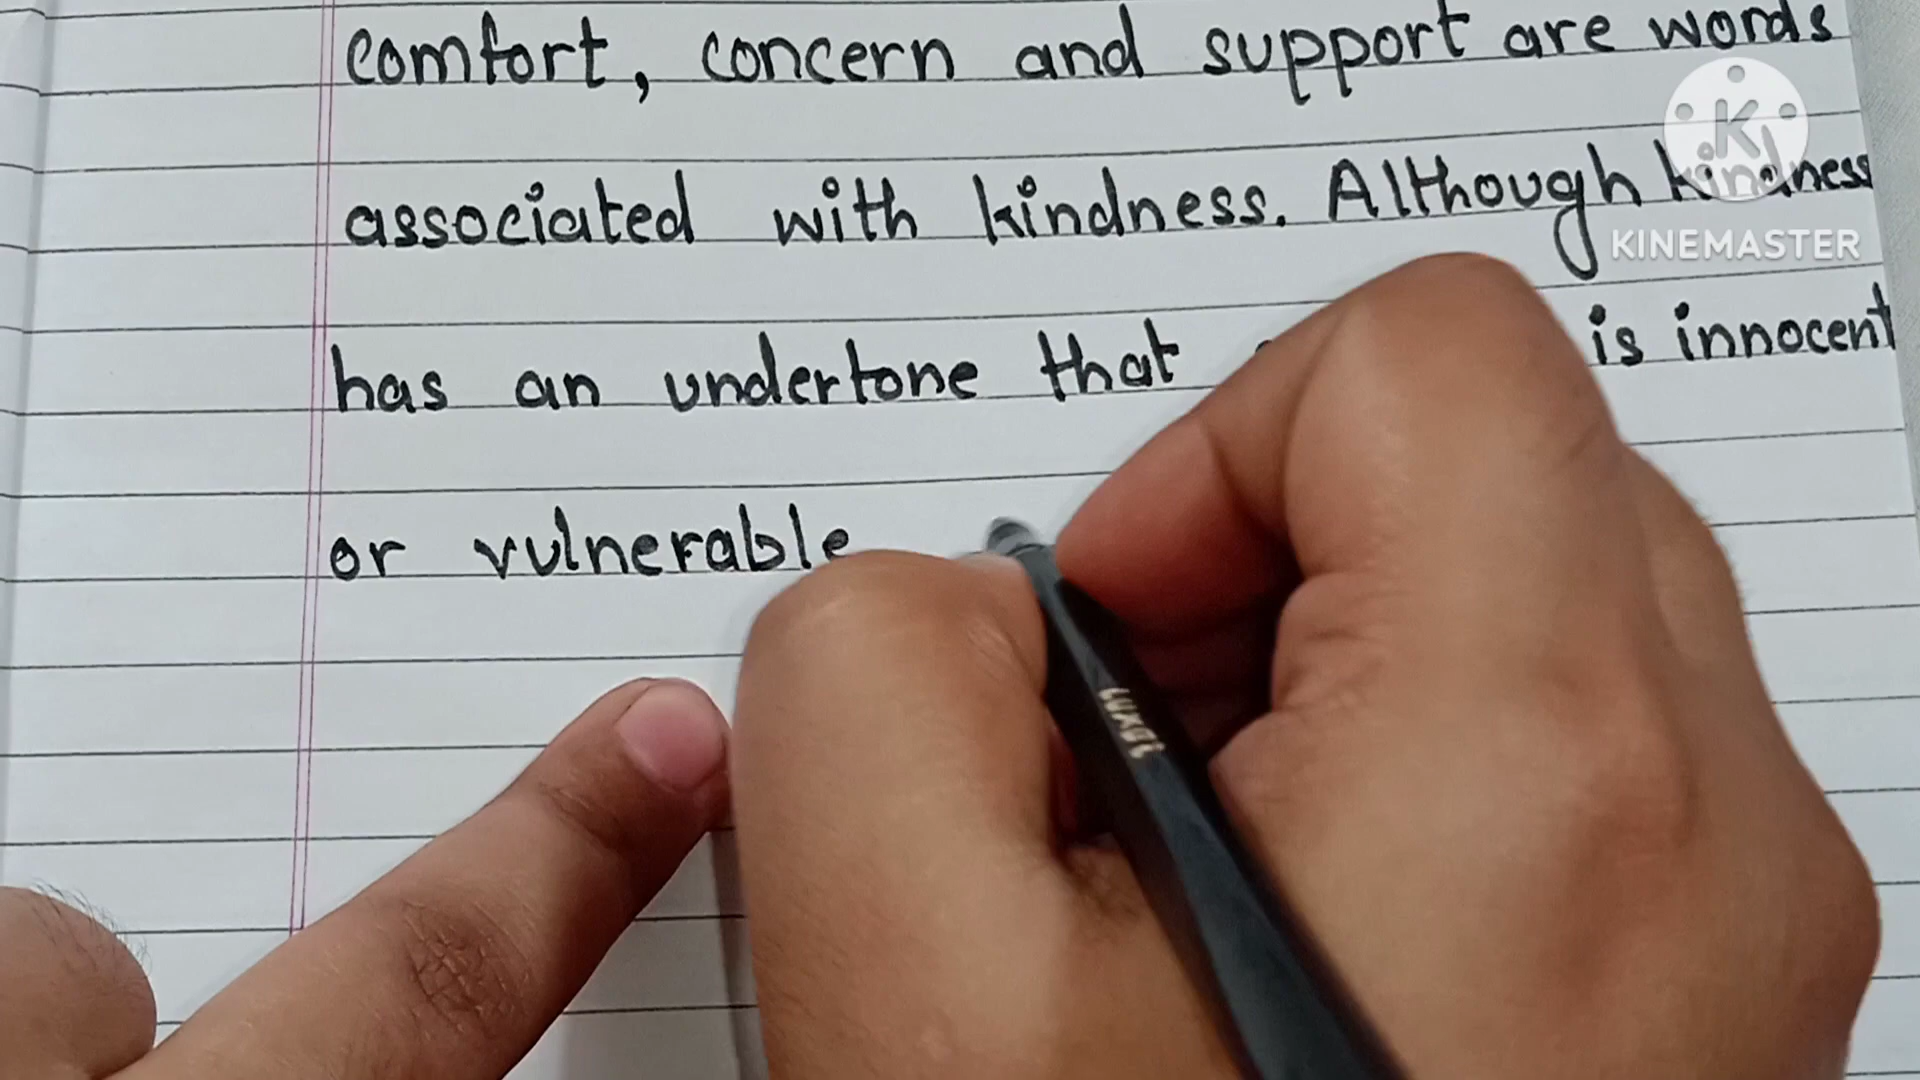 comfort, concern and support are words
associated with kindness. Although kindness
has an undertone that is innocent
or vulnerable
K
KINEMASTER
Luxor